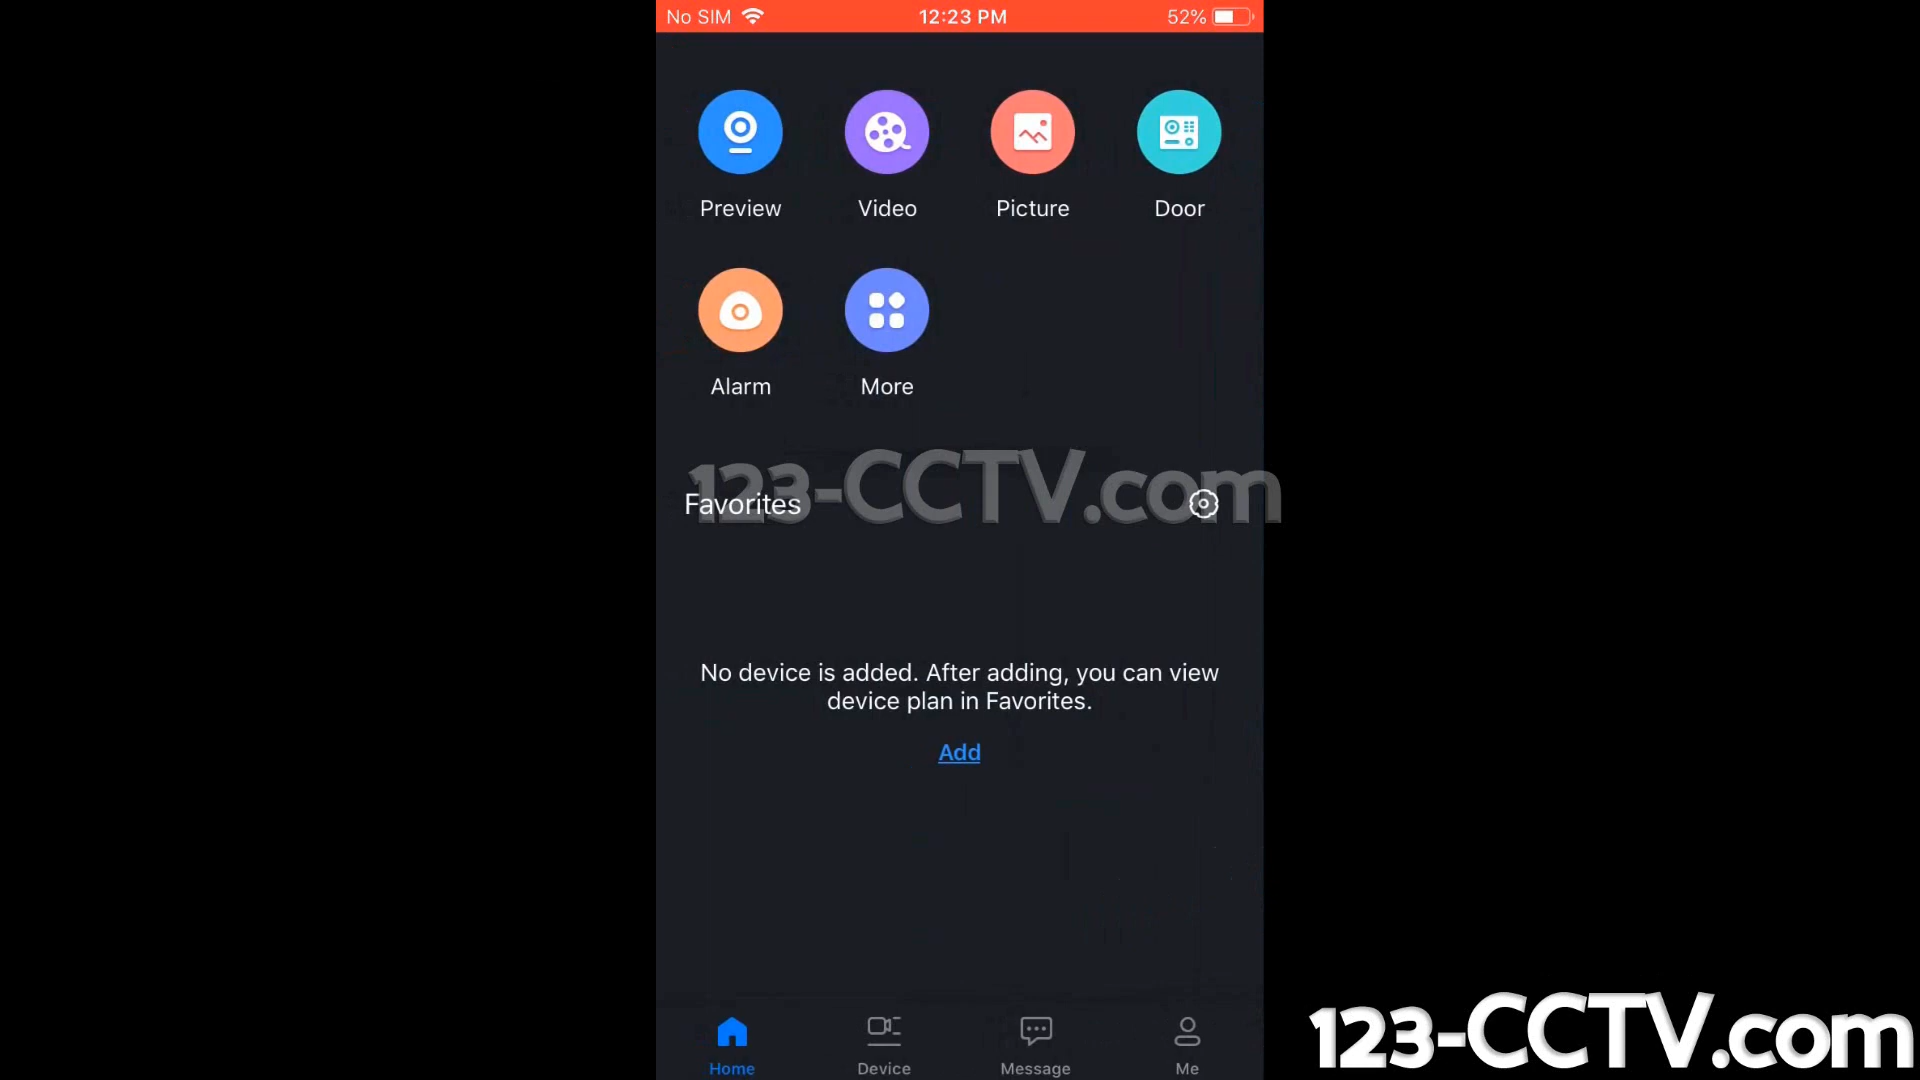 No SIM 12:23 PM 52%
Preview Video Picture Door
Alarm More
123-CCTV.com
Favorites
No device is added. After adding, you can view
device plan in Favorites.
Add
Home Device Message Me
123-CCTV.com